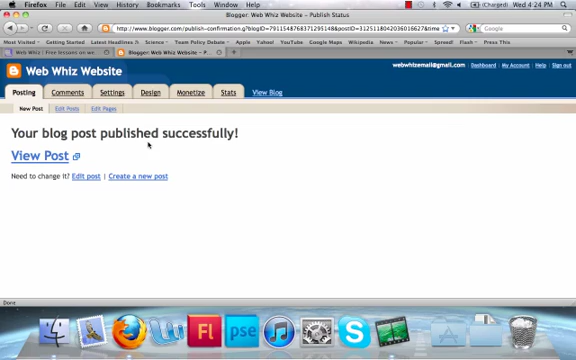 Firefox File Edit View History Bookmarks Tools Window Help (Charged) Wed 4:24 PM
Blogger: Web Whiz Website – Publish Status
Most Visited Getting Started Latest Headlines Science Team Policy Debate Apple Yahoo! Google Maps YouTube Wikipedia News Popular Spreed Flash Press This
Blogger: Web Whiz Website – P...
Web Whiz Website
webwhizemail@gmail.com Dashboard My Account Help Sign out
Posting Comments Settings Design Monetize Stats View Blog
New Post Edit Posts Edit Pages
Your blog post published successfully!
View Post
Need to change it? Edit post | Create a new post
Done
Fl pse